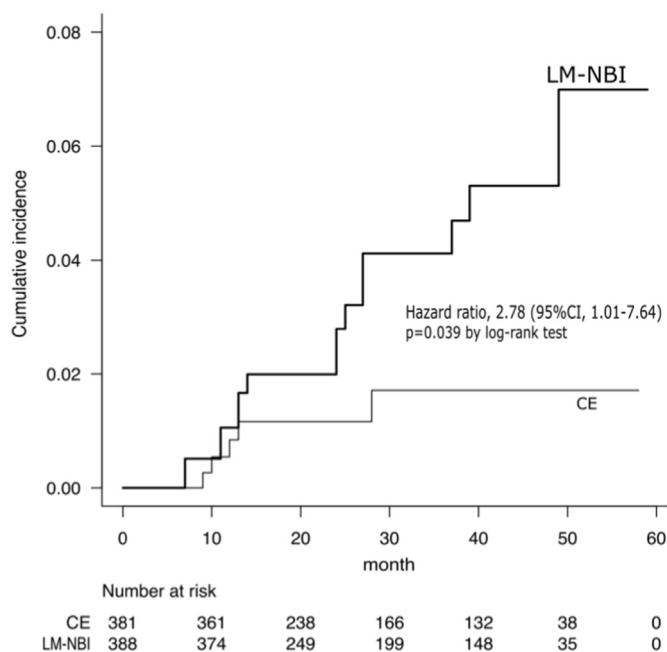 0.08
LM-NBI
0.06
Cumulative incidence
0.04
Hazard ratio, 2.78 (95%CI, 1.01-7.64)
p=0.039 by log-rank test
0.02
CE
0.00
0 10 20 30 40 50 60
month
Number at risk
CE 381 361 238 166 132 38 0
LM-NBI 388 374 249 199 148 35 0